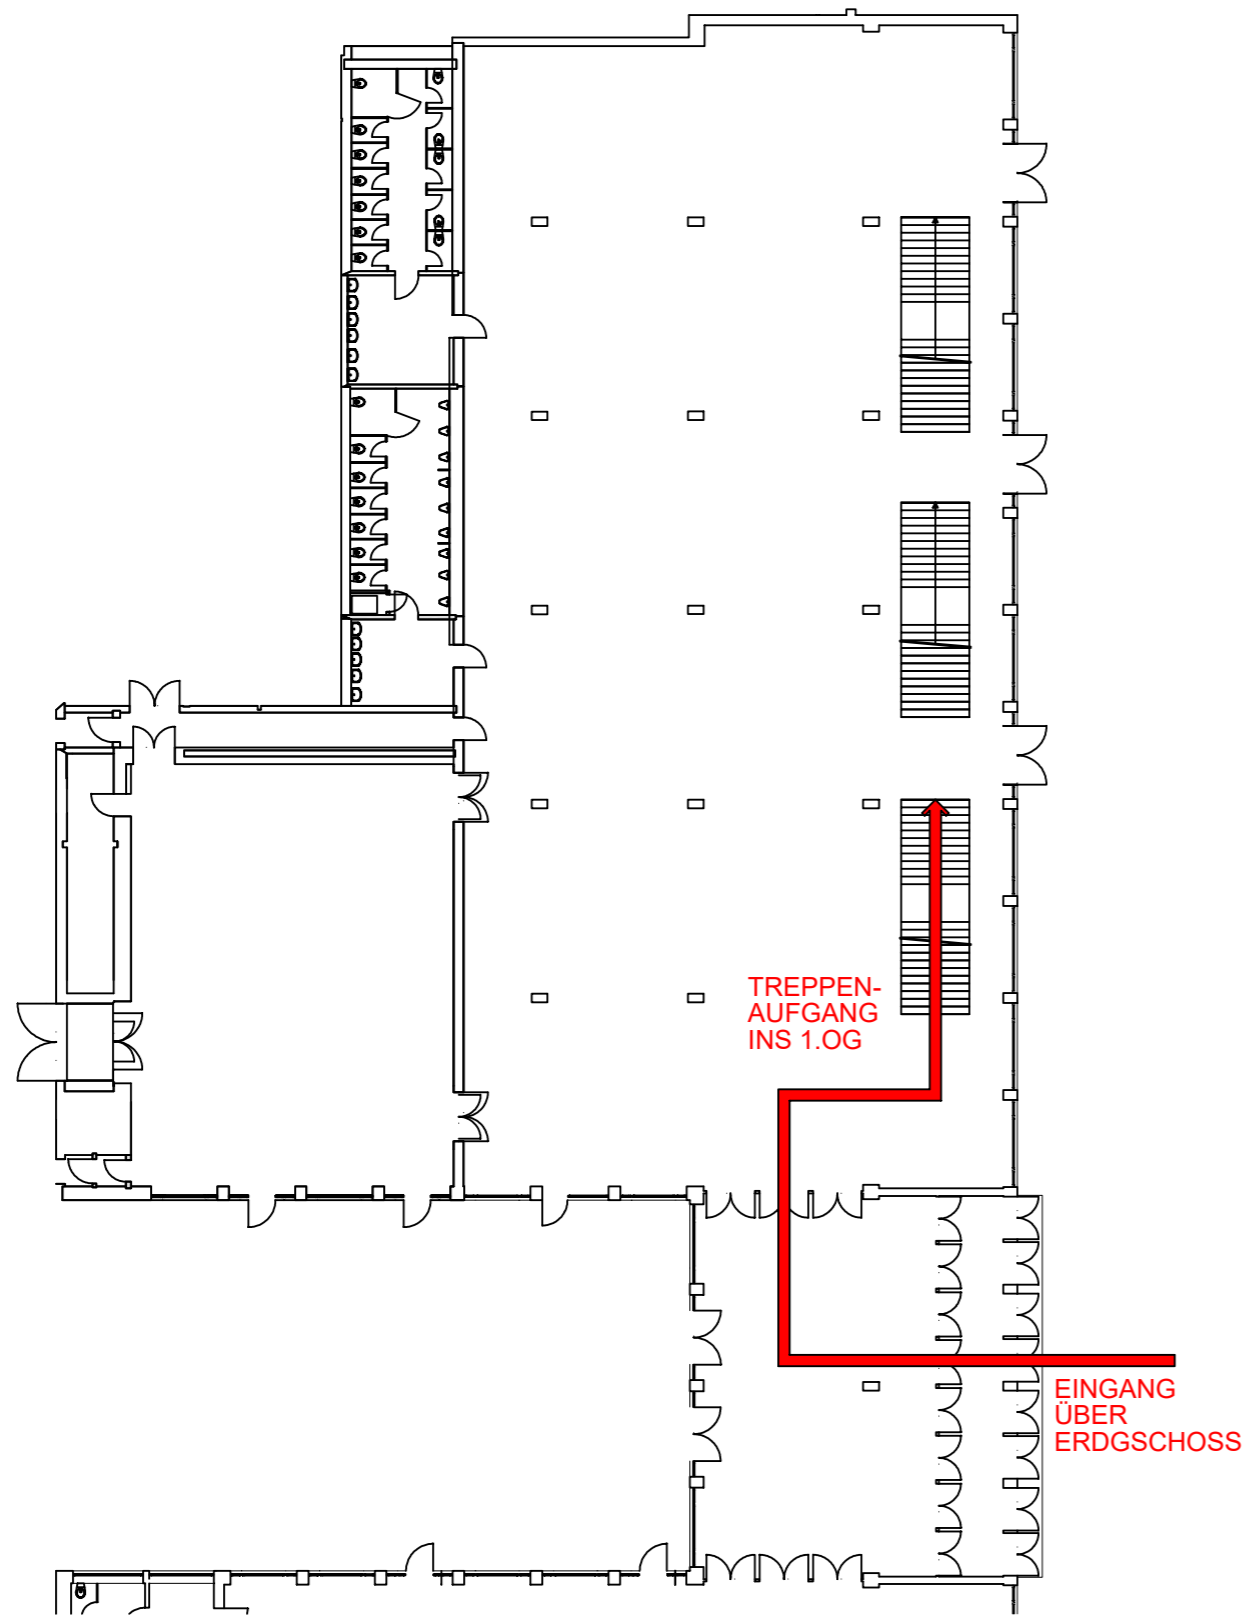 TREPPEN-
AUFGANG
INS 1.OG
EINGANG
ÜBER
ERDGSCHOSS